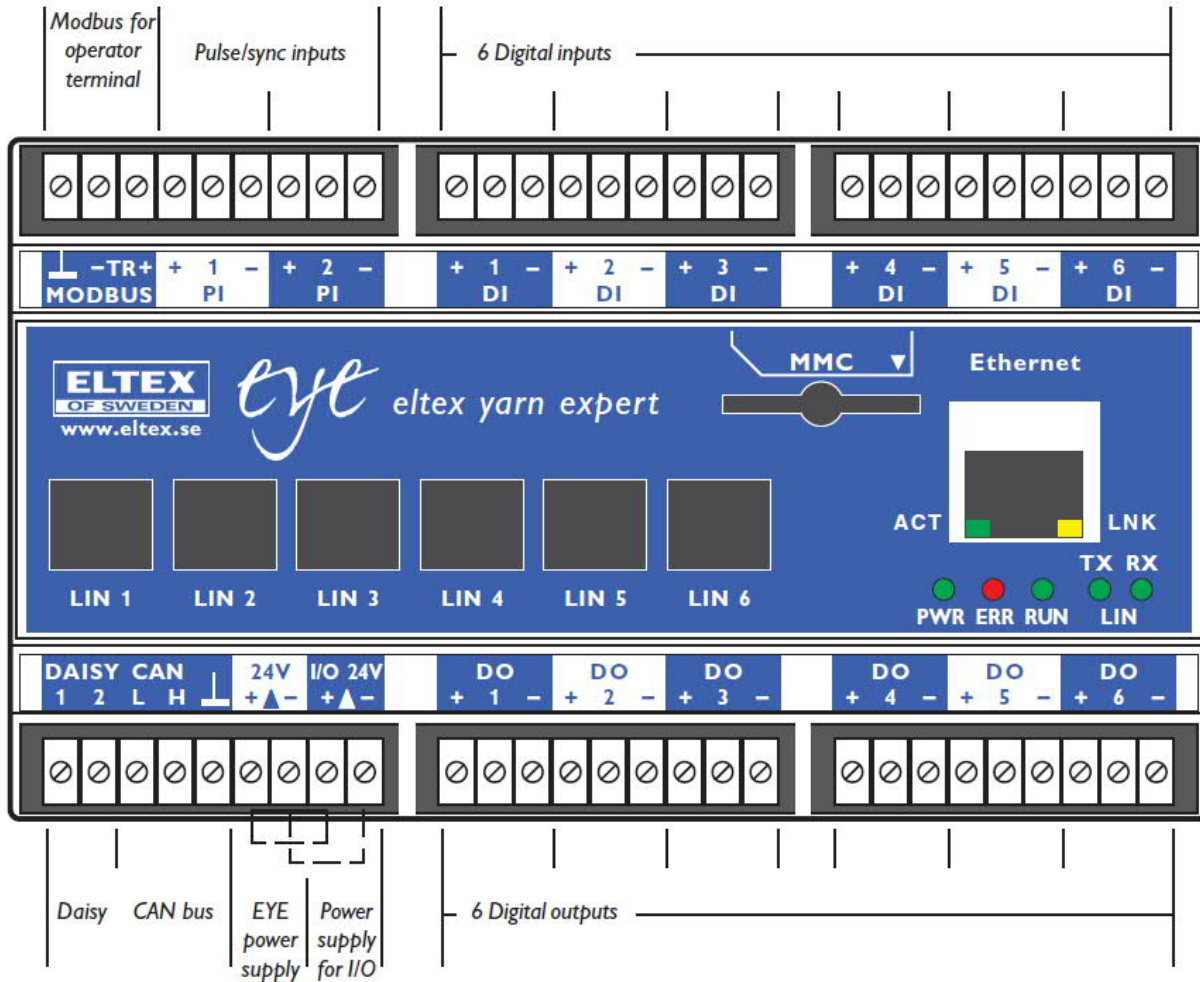 Modbus for
operator
terminal
Pulse/sync inputs
6 Digital inputs
−TR+ + 1 − + 2 − + 1 − + 2 − + 3 − + 4 − + 5 − + 6 −
MODBUS PI PI DI DI DI DI DI DI
ELTEX
OF SWEDEN
www.eltex.se
eye eltex yarn expert
MMC
Ethernet
ACT LNK
TX RX
LIN 1 LIN 2 LIN 3 LIN 4 LIN 5 LIN 6
PWR ERR RUN LIN
DAISY CAN 24V I/O 24V DO DO DO DO DO DO
1 2 L H + − + − + 1 − + 2 − + 3 − + 4 − + 5 − + 6 −
Daisy CAN bus
EYE
power
supply
Power
supply
for I/O
6 Digital outputs